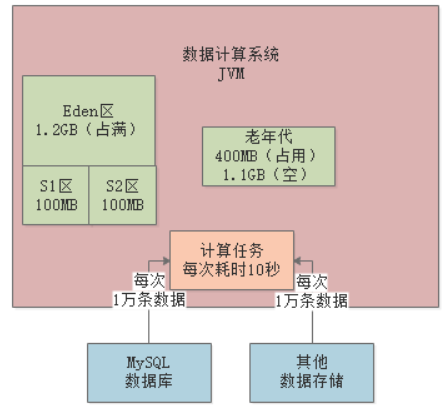 数据计算系统
JVM
Eden区
1.2GB（占满）
S1区
100MB
S2区
100MB
老年代
400MB（占用）
1.1GB（空）
计算任务
每次耗时10秒
每次
1万条数据
每次
1万条数据
MySQL
数据库
其他
数据存储